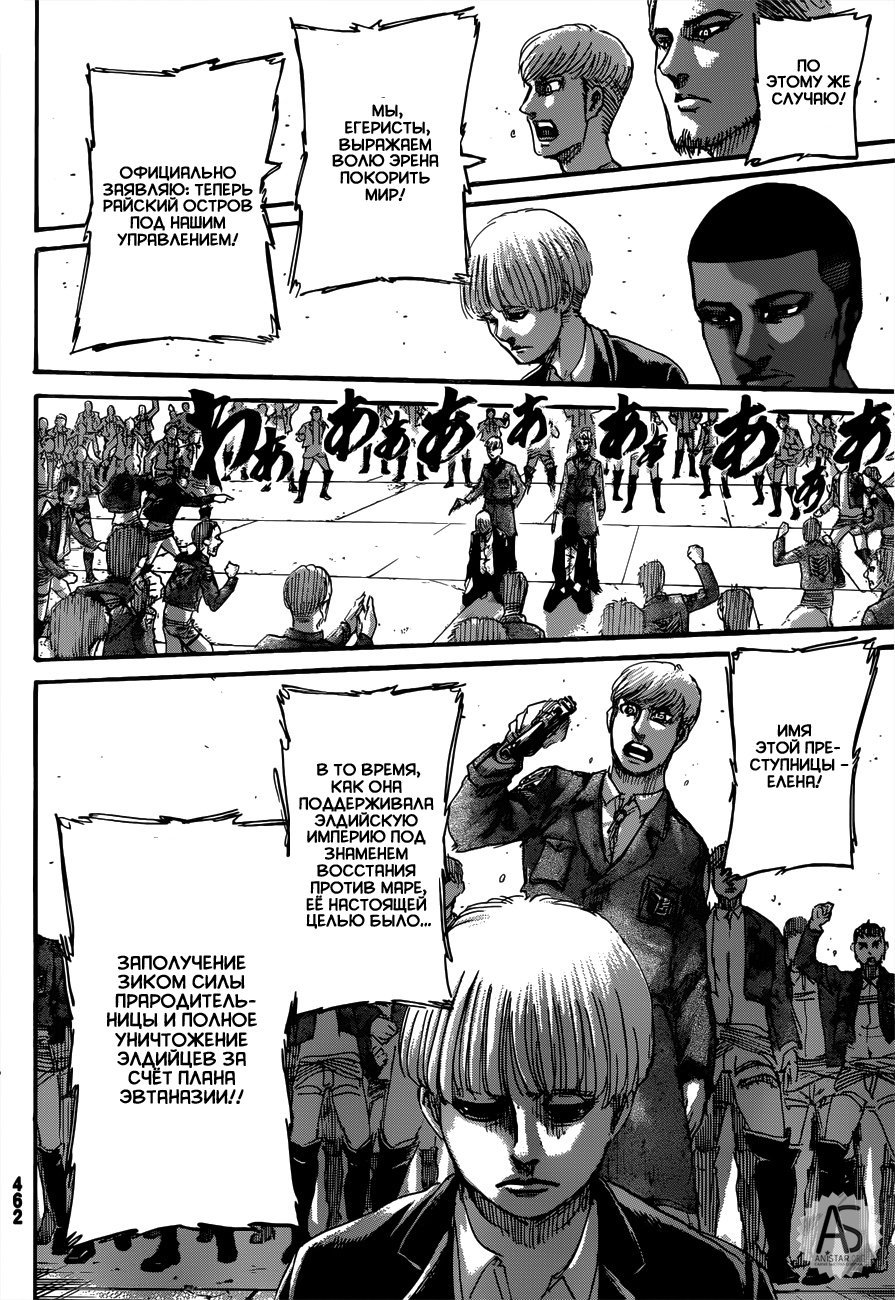 ПО
ЭТОМУ ЖЕ
СЛУЧАЮ!
МЫ,
ЕГЕРИСТЫ,
ВЫРАЖАЕМ
ВОЛЮ ЭРЕНА
ПОКОРИТЬ
МИР!
ОФИЦИАЛЬНО
ЗАЯВЛЯЮ: ТЕПЕРЬ
РАЙСКИЙ ОСТРОВ
ПОД НАШИМ
УПРАВЛЕНИЕМ!
わぁあぁあああぁああぁ
ИМЯ
ЭТОЙ ПРЕ-
СТУПНИЦЫ -
ЕЛЕНА!
В ТО ВРЕМЯ,
КАК ОНА
ПОДДЕРЖИВАЛА
ЭЛДИЙСКУЮ
ИМПЕРИЮ ПОД
ЗНАМЕНЕМ
ВОССТАНИЯ
ПРОТИВ МАРЕ,
ЕЁ НАСТОЯЩЕЙ
ЦЕЛЬЮ БЫЛО...
ЗАПОЛУЧЕНИЕ
ЗИКОМ СИЛЫ
ПРАРОДИТЕЛЬ-
НИЦЫ И ПОЛНОЕ
УНИЧТОЖЕНИЕ
ЭЛДИЙЦЕВ ЗА
СЧЁТ ПЛАНА
ЭВТАНАЗИИ!!
462
AS
ANISTAR